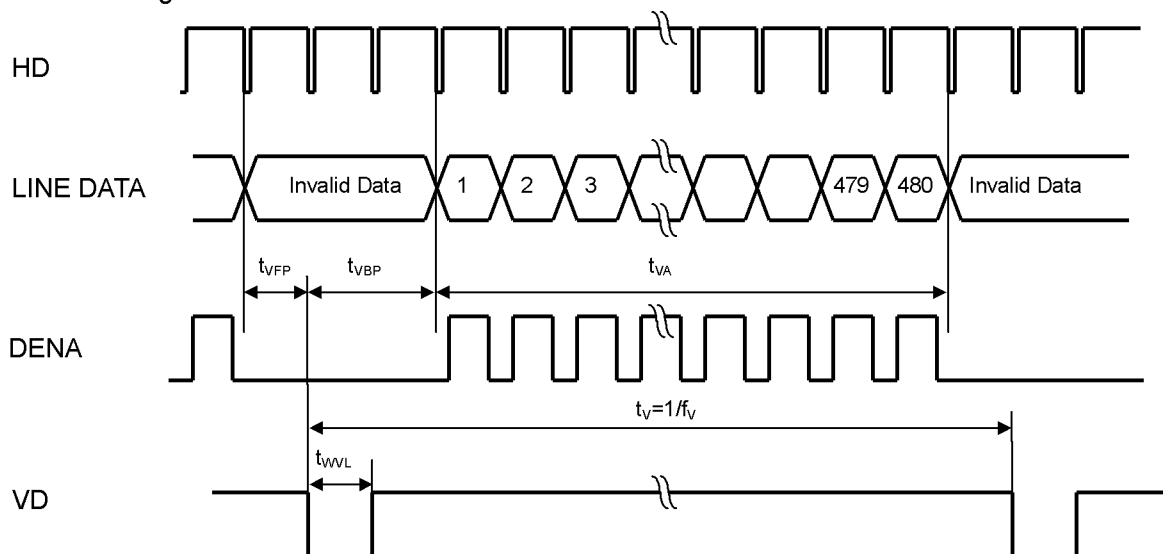 HD
LINE DATA
Invalid Data 1 2 3 479 480 Invalid Data
tVFP tVBP tVA
DENA
tV=1/fV
tWVL
VD